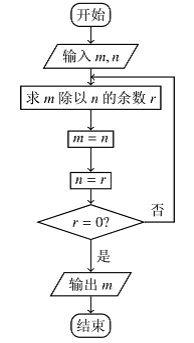 开始
输入 m, n
求 m 除以 n 的余数 r
m = n
n = r
r = 0?
否
是
输出 m
结束